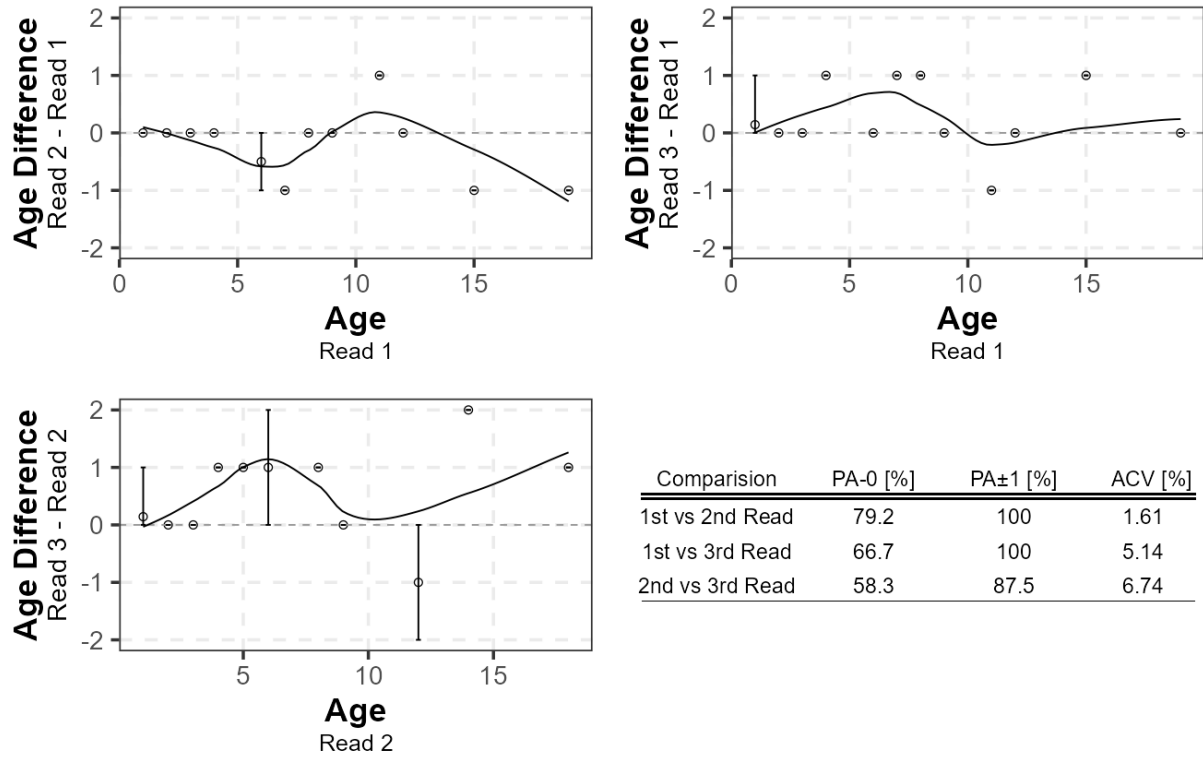 Age Difference
Read 2 - Read 1
2
1
0
-1
-2
0 5 10 15
Age
Read 1
Age Difference
Read 3 - Read 1
2
1
0
-1
-2
0 5 10 15
Age
Read 1
Age Difference
Read 3 - Read 2
2
1
0
-1
-2
5 10 15
Age
Read 2
Comparision PA-0 [%] PA±1 [%] ACV [%]
1st vs 2nd Read 79.2 100 1.61
1st vs 3rd Read 66.7 100 5.14
2nd vs 3rd Read 58.3 87.5 6.74